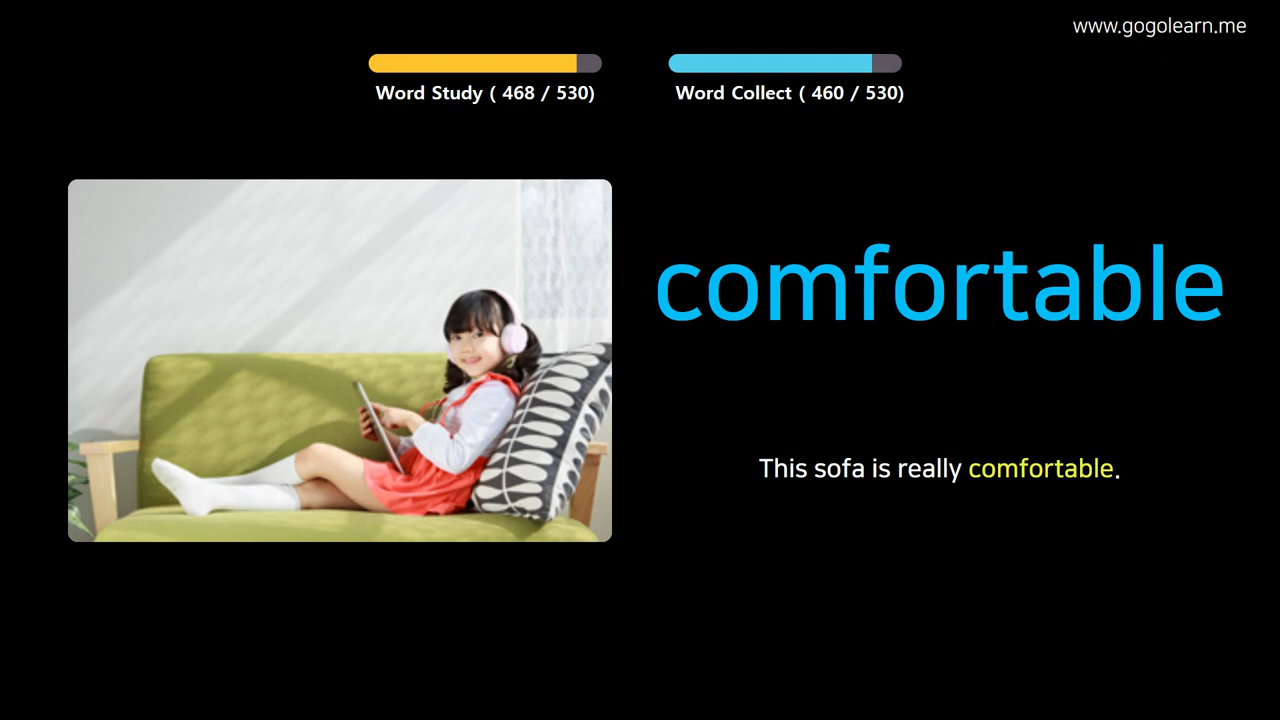 www.gogolearn.me
Word Study ( 468 / 530)
Word Collect ( 460 / 530)
comfortable
This sofa is really comfortable.